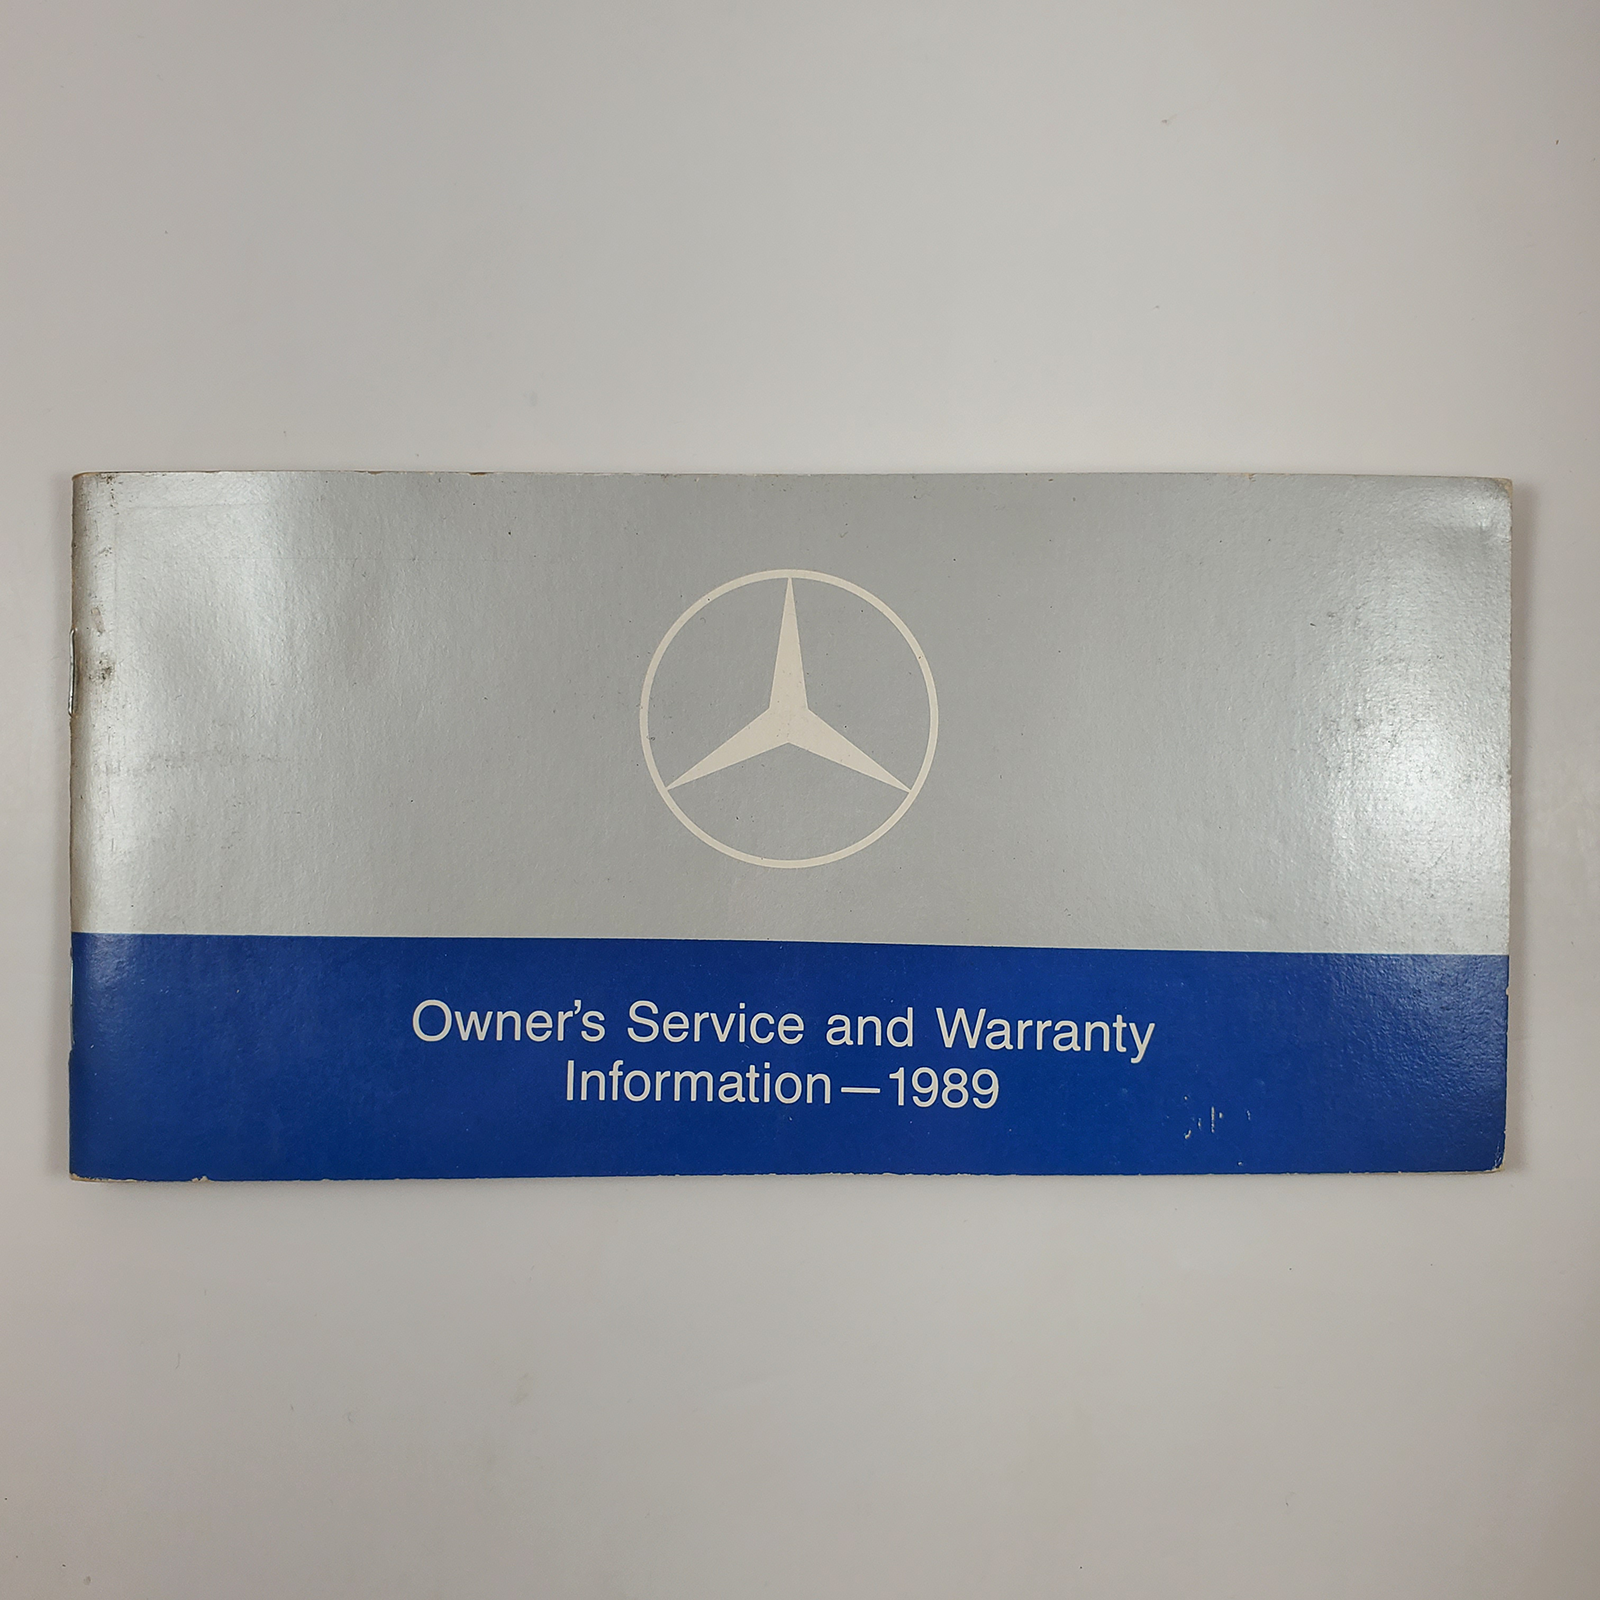 Owner's Service and Warranty
Information—1989